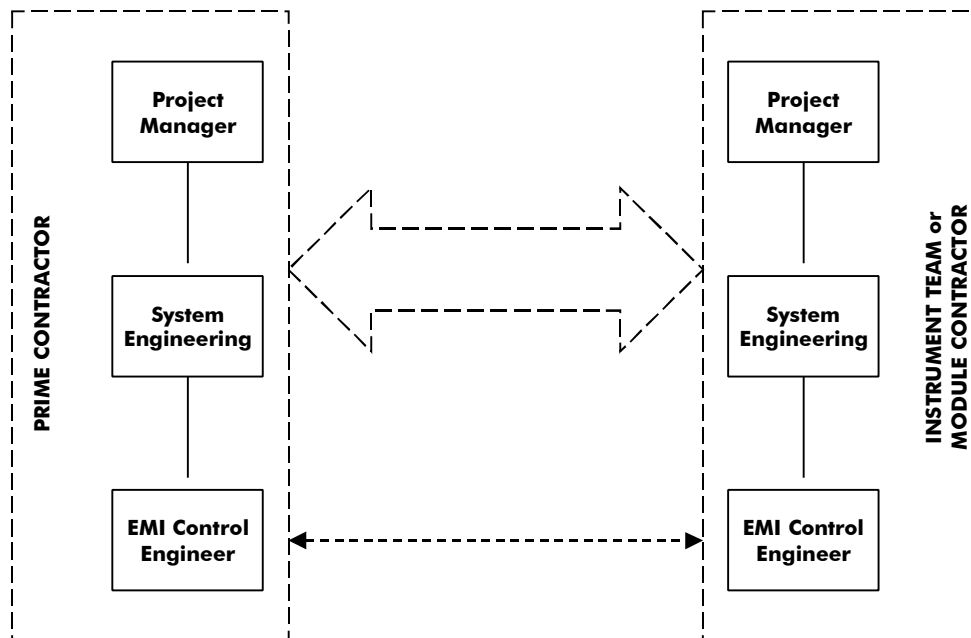 PRIME CONTRACTOR
Project
Manager
System
Engineering
EMI Control
Engineer
Project
Manager
System
Engineering
EMI Control
Engineer
INSTRUMENT TEAM or
MODULE CONTRACTOR